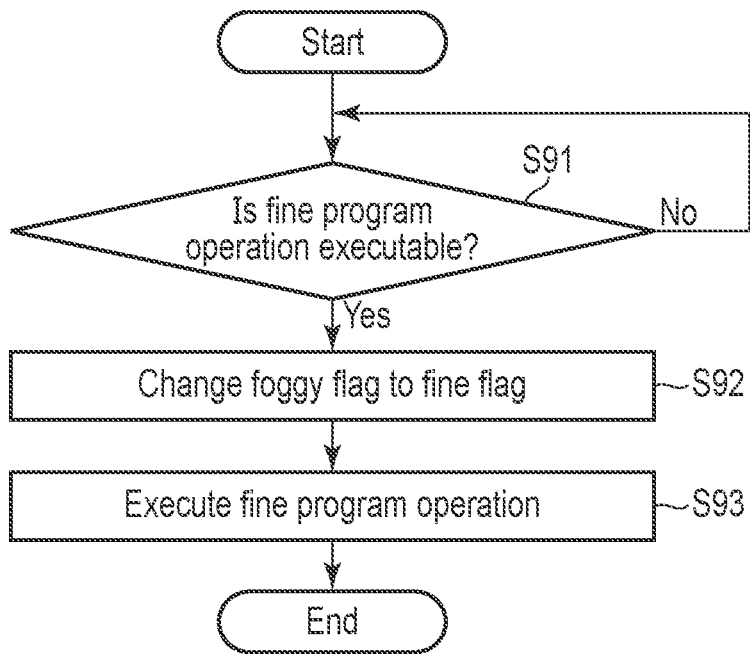 Start
S91
Is fine program
operation executable?
No
Yes
Change foggy flag to fine flag
S92
Execute fine program operation
S93
End